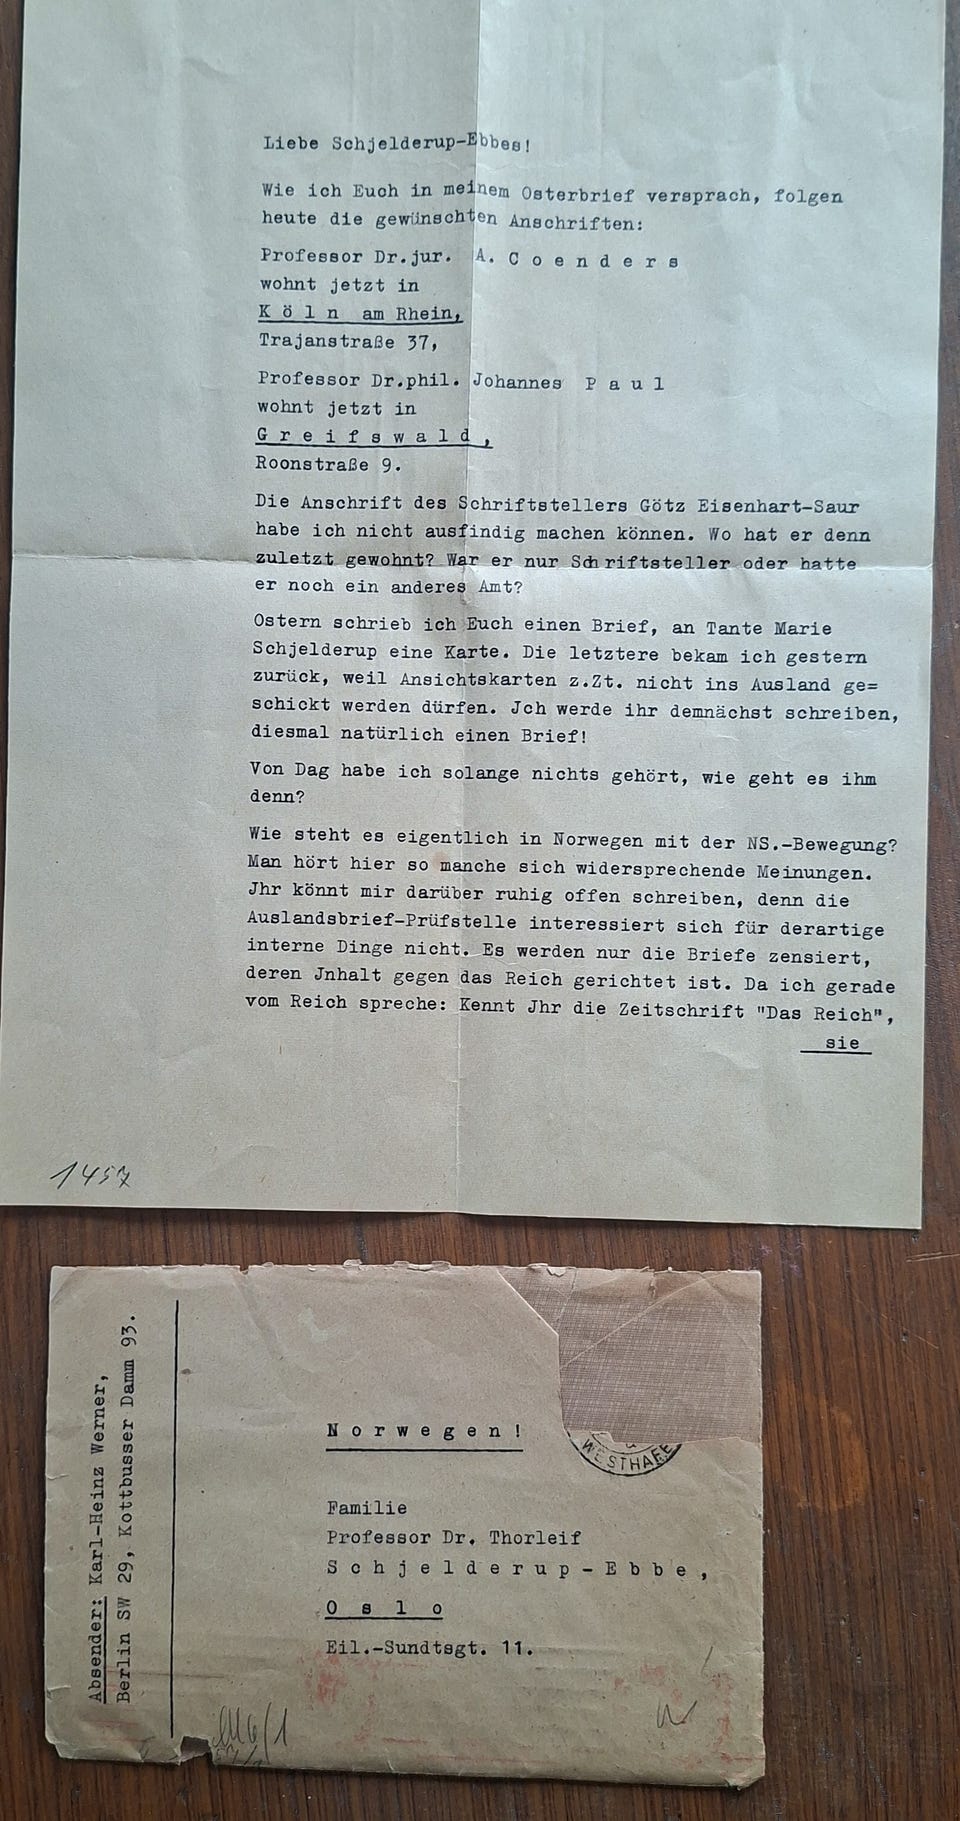 Liebe Schjelderup-Ebbes!
Wie ich Euch in meinem Osterbrief versprach, folgen
heute die gewünschten Anschriften:
Professor Dr.jur. A. C o e n d e r s
wohnt jetzt in
K ö l n am Rhein,
Trajanstraße 37,
Professor Dr.phil. Johannes P a u l
wohnt jetzt in
G r e i f s w a l d ,
Roonstraße 9.
Die Anschrift des Schriftstellers Götz Eisenhart-Saur
habe ich nicht ausfindig machen können. Wo hat er denn
zuletzt gewohnt? War er nur Schriftsteller oder hatte
er noch ein anderes Amt?
Ostern schrieb ich Euch einen Brief, an Tante Marie
Schjelderup eine Karte. Die letztere bekam ich gestern
zurück, weil Ansichtskarten z.Zt. nicht ins Ausland ge=
schickt werden dürfen. Jch werde ihr demnächst schreiben,
diesmal natürlich einen Brief!
Von Dag habe ich solange nichts gehört, wie geht es ihm
denn?
Wie steht es eigentlich in Norwegen mit der NS.-Bewegung?
Man hört hier so manche sich widersprechende Meinungen.
Jhr könnt mir darüber ruhig offen schreiben, denn die
Auslandsbrief-Prüfstelle interessiert sich für derartige
interne Dinge nicht. Es werden nur die Briefe zensiert,
deren Jnhalt gegen das Reich gerichtet ist. Da ich gerade
vom Reich spreche: Kennt Jhr die Zeitschrift "Das Reich",
sie
1457
Absender: Karl-Heinz Werner,
Berlin SW 29, Kottbusser Damm 93.
N o r w e g e n !
WESTHAFE
Familie
Professor Dr. Thorleif
S c h j e l d e r u p - E b b e ,
O s l o
Eil.-Sundtsgt. 11.